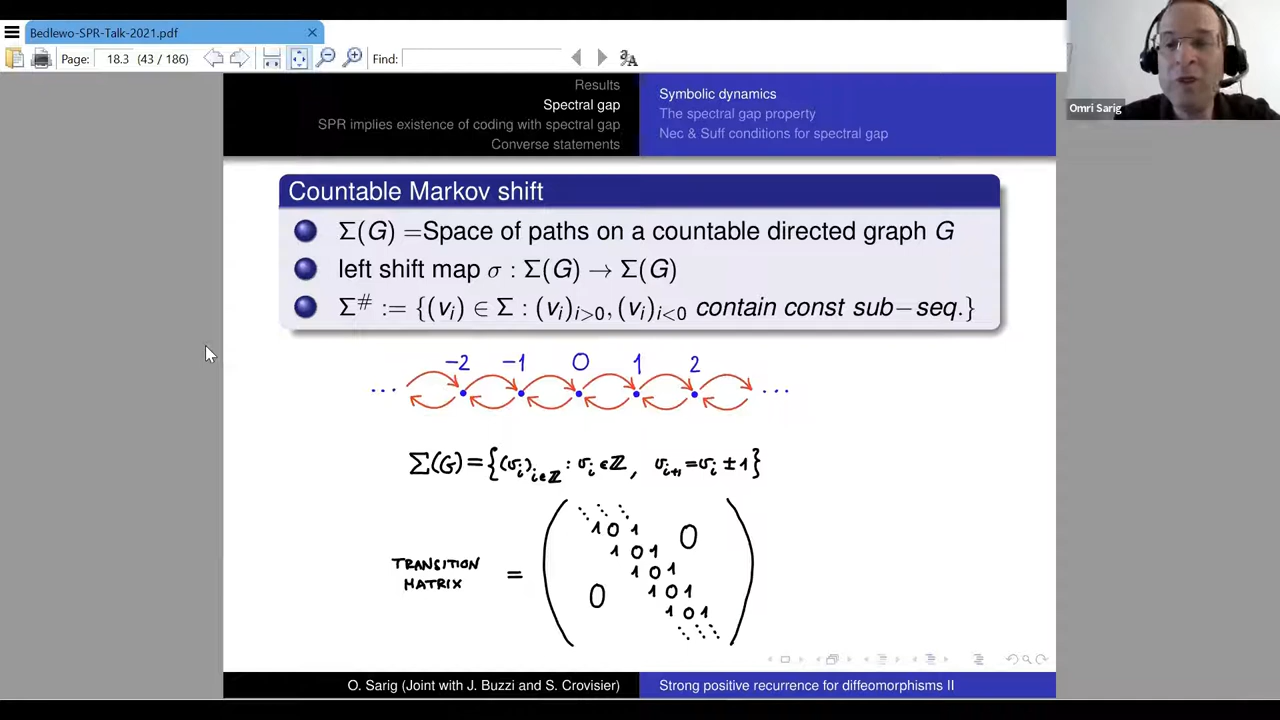 Bedlewo-SPR-Talk-2021.pdf
Page: 18.3 (43 / 186) Find:
Omri Sarig
Results
Spectral gap
SPR implies existence of coding with spectral gap
Converse statements
Symbolic dynamics
The spectral gap property
Nec & Suff conditions for spectral gap
Countable Markov shift
Σ(G) =Space of paths on a countable directed graph G
left shift map σ : Σ(G) → Σ(G)
Σ# := {(vᵢ) ∈ Σ : (vᵢ)ᵢ>₀, (vᵢ)ᵢ<₀ contain const sub−seq.}
-2 -1 0 1 2
... ...
Σ(G)={(vᵢ)ᵢ∈ℤ : vᵢ∈ℤ, vᵢ₊₁=vᵢ±1}
TRANSITION
MATRIX
=
1 0 1 0
1 0 1
1 0 1
0 1 0 1
1 0 1
O. Sarig (Joint with J. Buzzi and S. Crovisier)
Strong positive recurrence for diffeomorphisms II